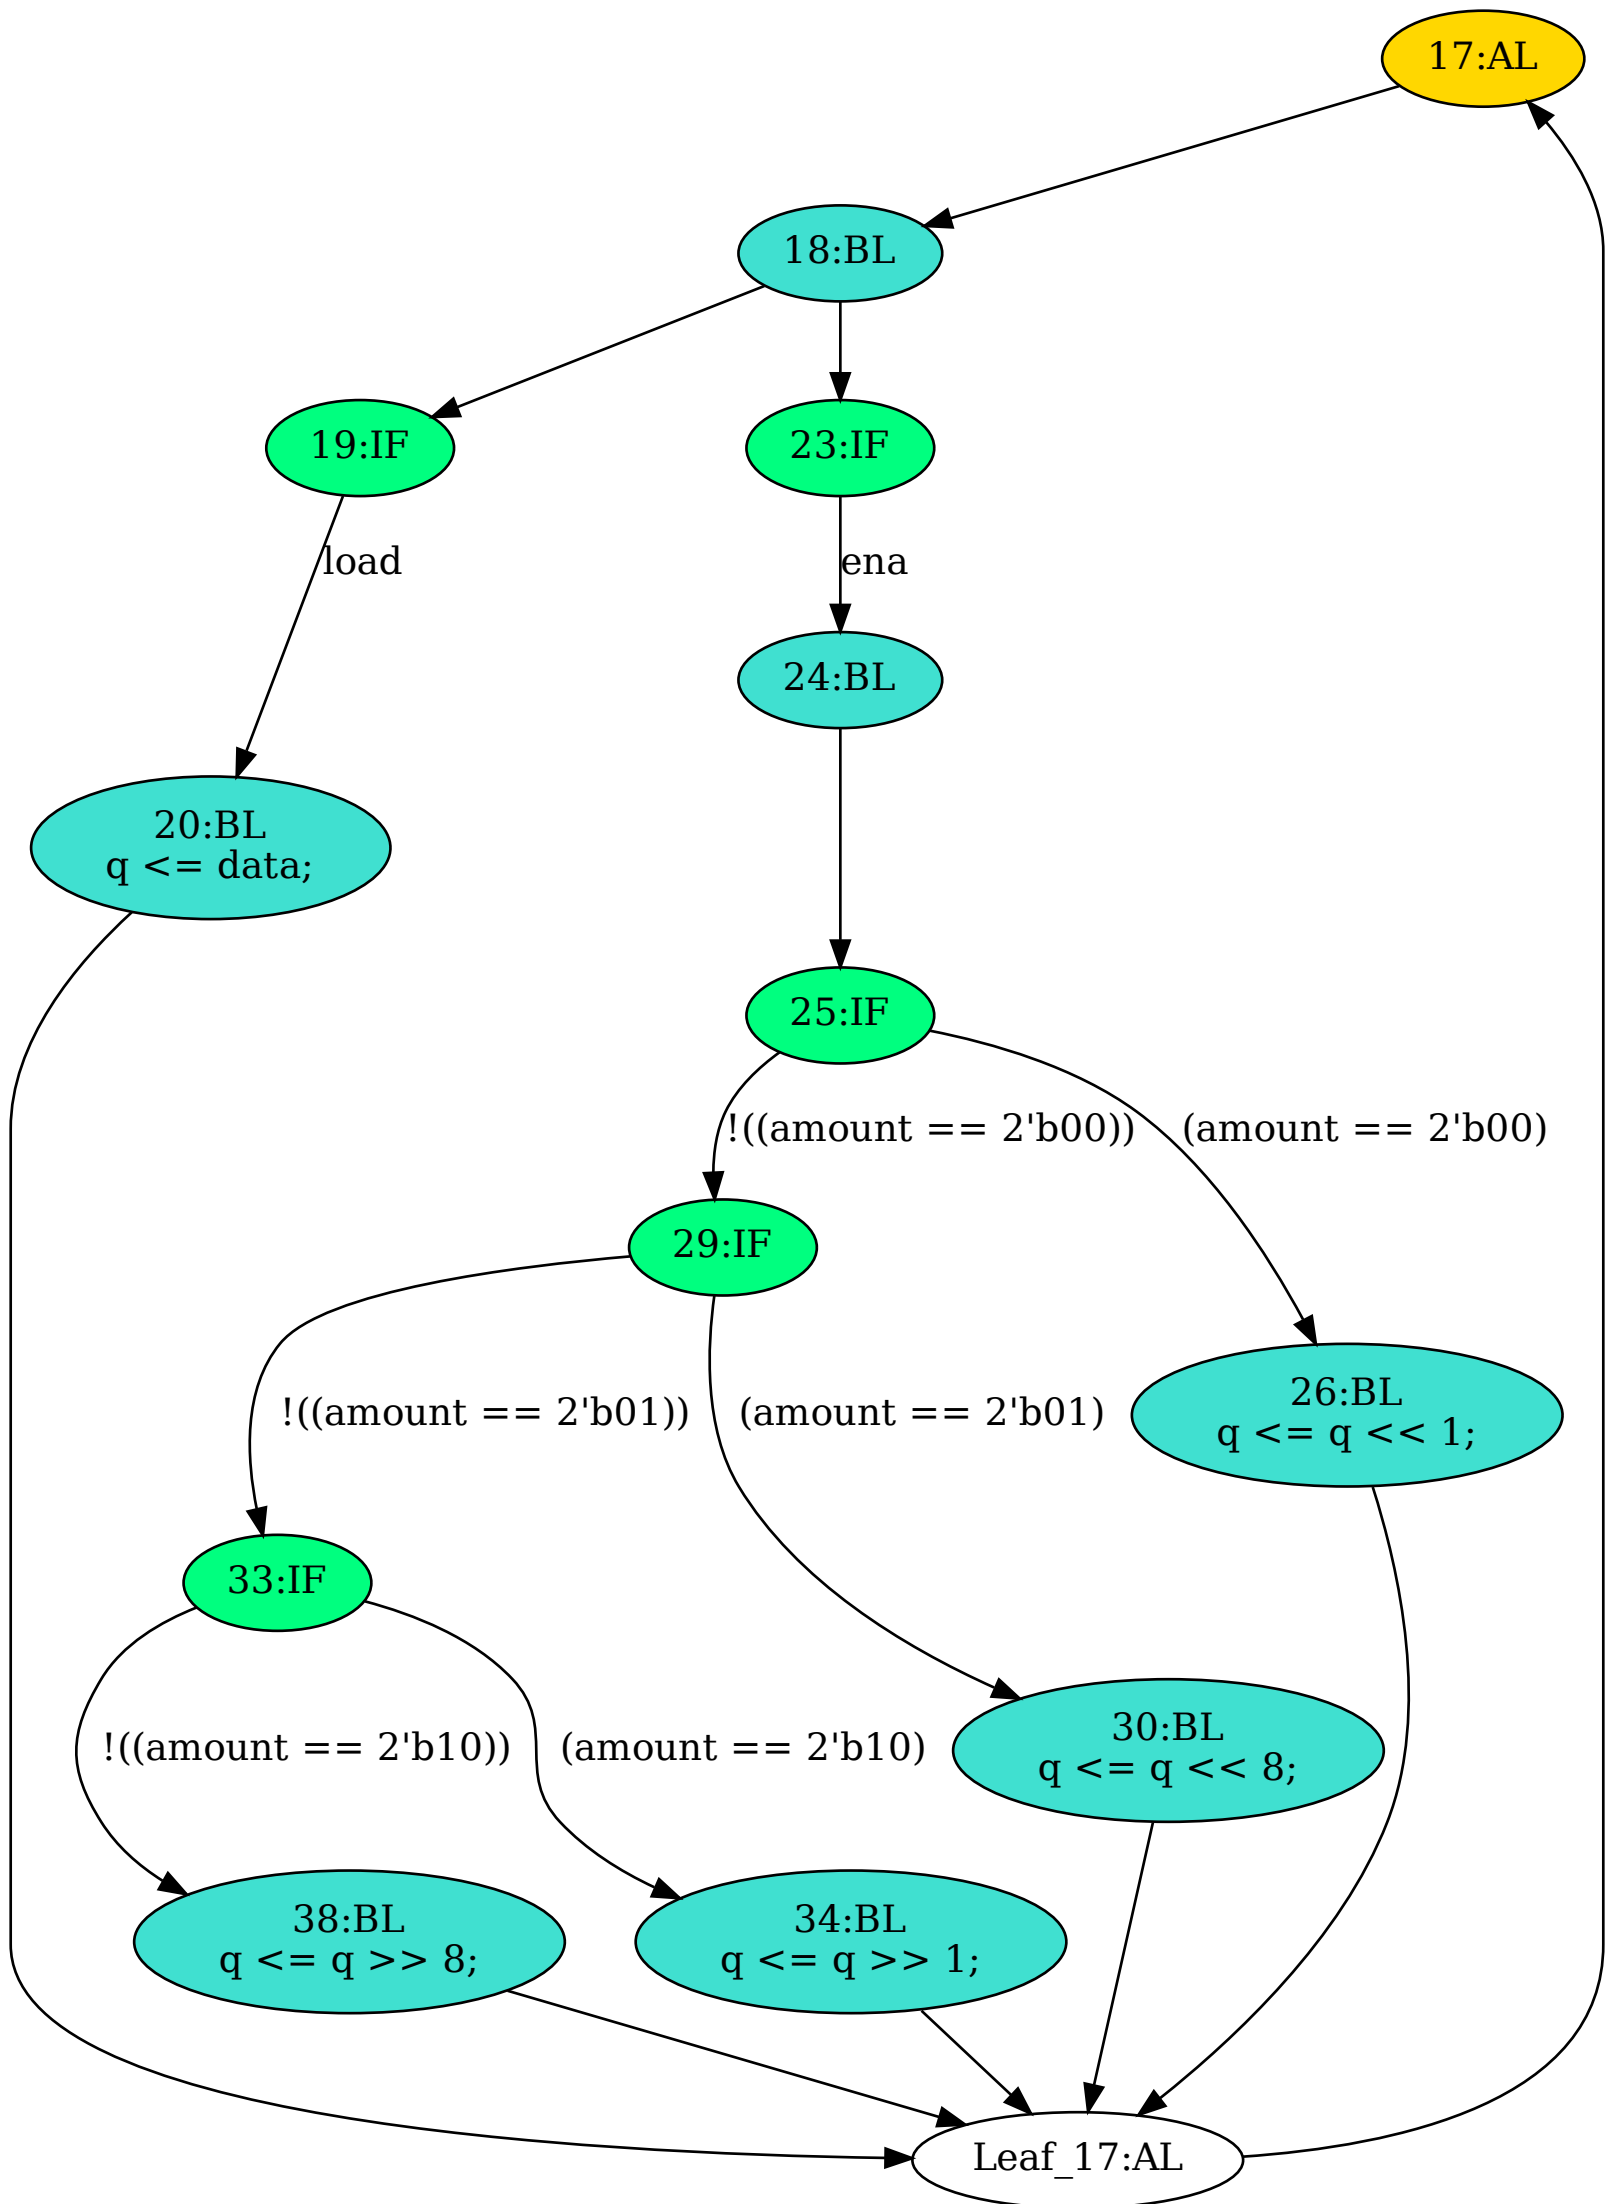 17:AL
18:BL
19:IF
23:IF
load
ena
24:BL
20:BL
q <= data;
25:IF
!((amount == 2'b00))
(amount == 2'b00)
29:IF
!((amount == 2'b01))
(amount == 2'b01)
26:BL
q <= q << 1;
33:IF
!((amount == 2'b10))
(amount == 2'b10)
30:BL
q <= q << 8;
38:BL
q <= q >> 8;
34:BL
q <= q >> 1;
Leaf_17:AL